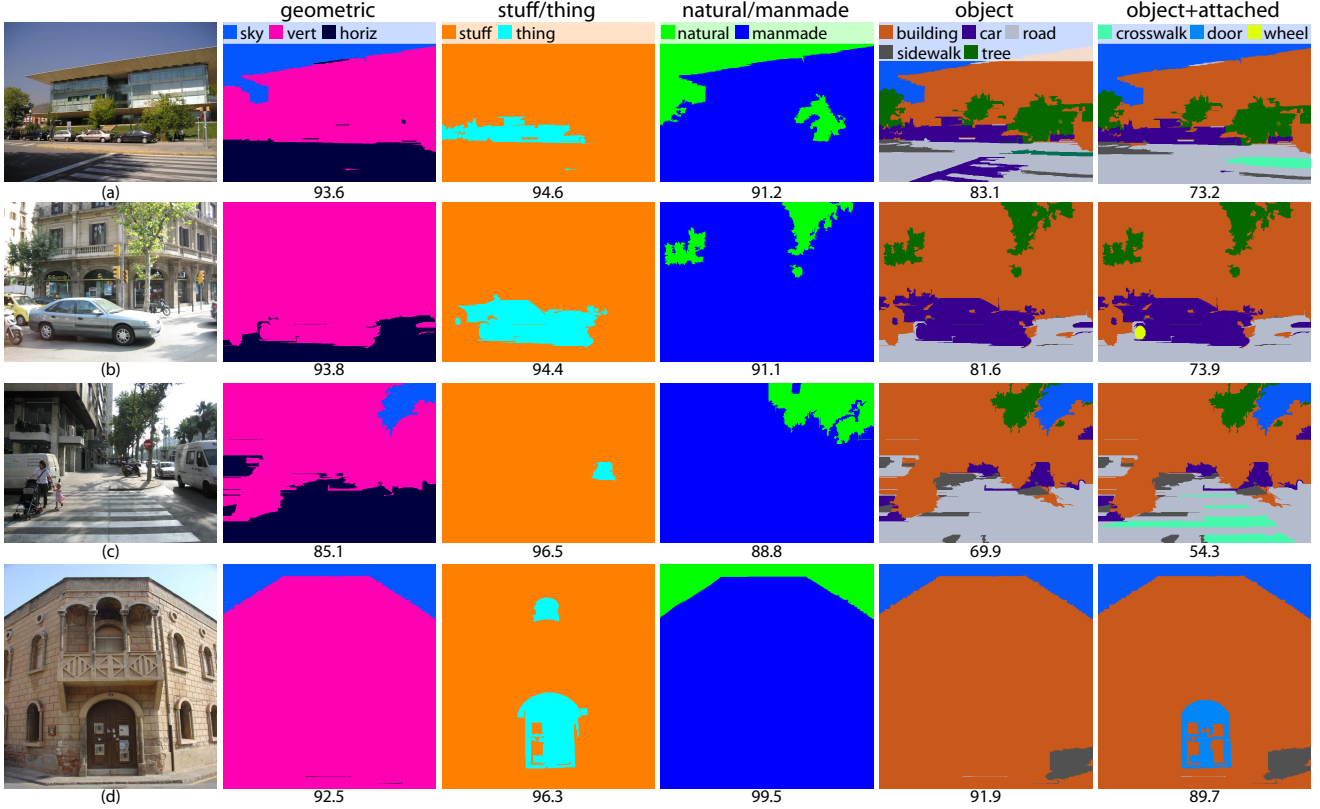 geometric stuff/thing natural/manmade object object+attached
sky vert horiz stuff thing natural manmade building car road crosswalk door wheel
sidewalk tree
(a) 93.6 94.6 91.2 83.1 73.2
(b) 93.8 94.4 91.1 81.6 73.9
(c) 85.1 96.5 88.8 69.9 54.3
(d) 92.5 96.3 99.5 91.9 89.7